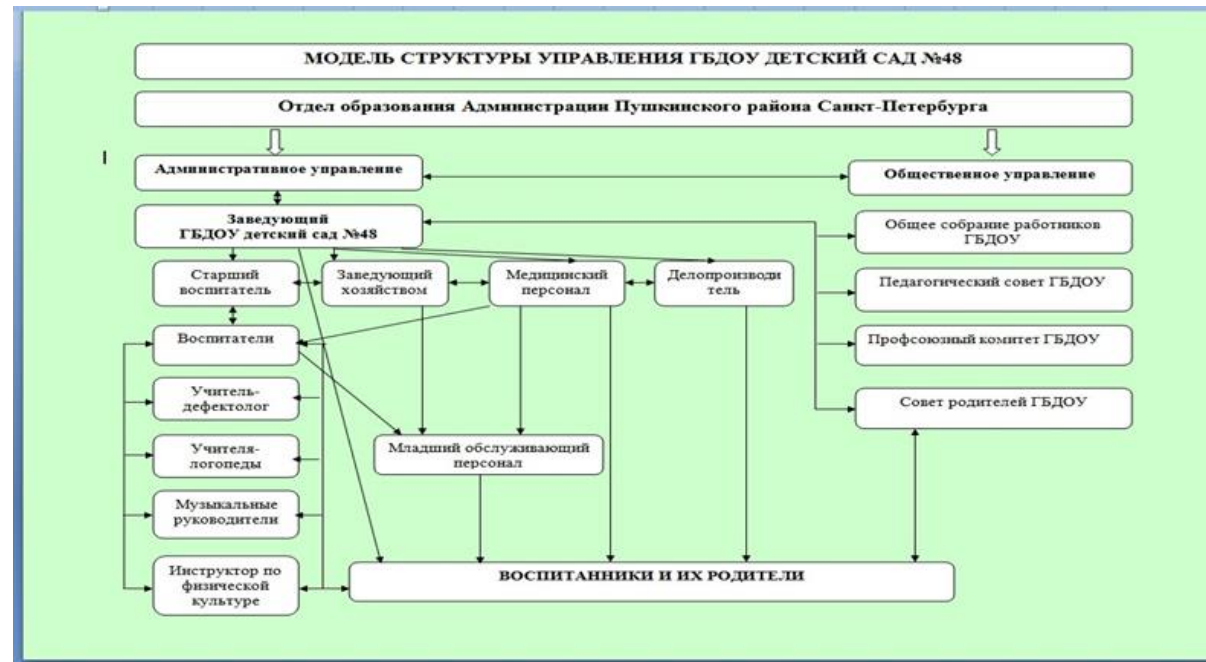 МОДЕЛЬ СТРУКТУРЫ УПРАВЛЕНИЯ ГБДОУ ДЕТСКИЙ САД №48
Отдел образования Администрации Пушкинского района Санкт-Петербурга
Административное управление
Общественное управление
Заведующий
ГБДОУ детский сад №48
Общее собрание работников
ГБДОУ
Старший
воспитатель
Заведующий
хозяйством
Медицинский
персонал
Делопроизводи
тель
Педагогический совет ГБДОУ
Воспитатели
Профсоюзный комитет ГБДОУ
Учитель-
дефектолог
Совет родителей ГБДОУ
Учителя-
логопеды
Младший обслуживающий
персонал
Музыкальные
руководители
Инструктор по
физической
культуре
ВОСПИТАННИКИ И ИХ РОДИТЕЛИ